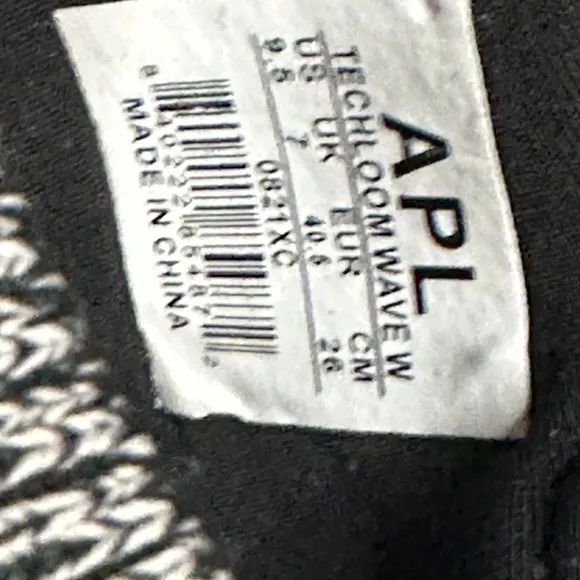 APL
TECHLOOM WAVE W
US UK EUR CM
9.5 7 40.5 26
0821XC
MADE IN CHINA